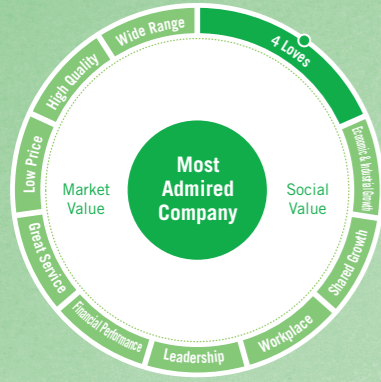 4 Loves
Economic & Industrial Growth
Shared Growth
Workplace
Leadership
Financial Performance
Great Service
Low Price
High Quality
Wide Range
Market
Value
Most
Admired
Company
Social
Value